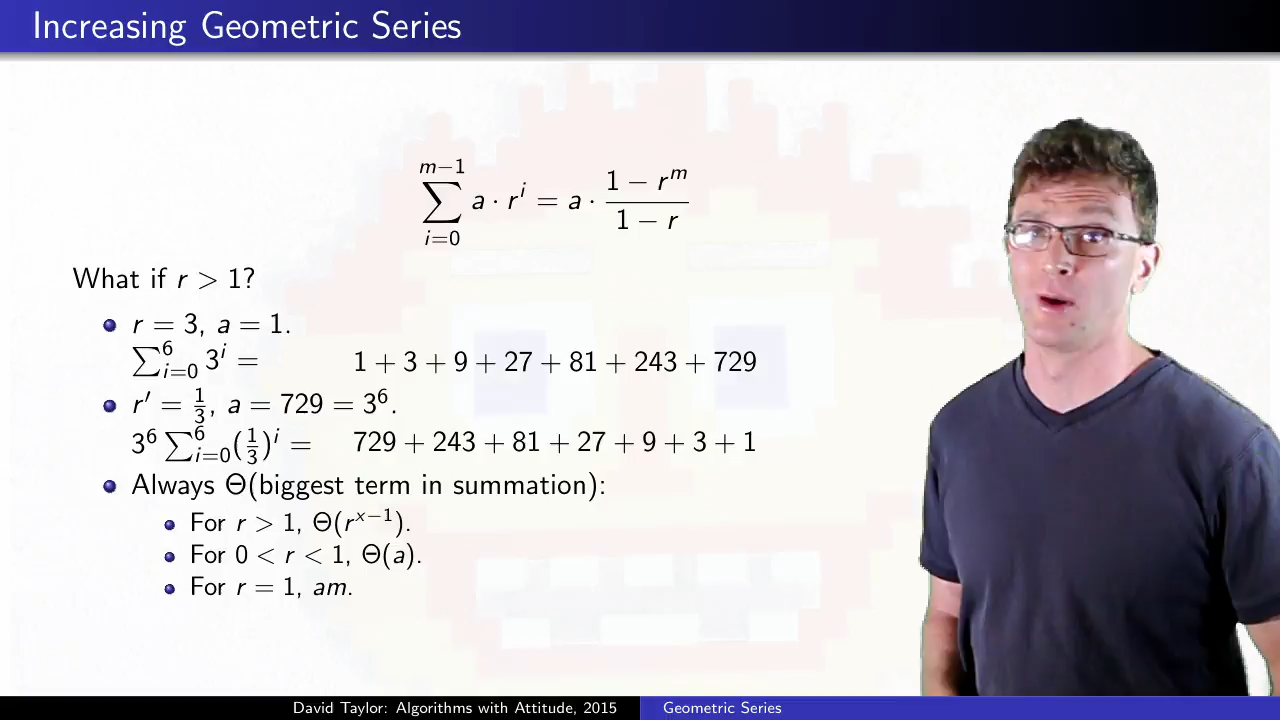 Increasing Geometric Series
∑_{i=0}^{m−1} a · r^i = a · (1 − r^m)/(1 − r)
What if r > 1?
r = 3, a = 1.
∑_{i=0}^{6} 3^i = 1 + 3 + 9 + 27 + 81 + 243 + 729
r′ = 1/3, a = 729 = 3^6.
3^6 ∑_{i=0}^{6} (1/3)^i = 729 + 243 + 81 + 27 + 9 + 3 + 1
Always Θ(biggest term in summation):
For r > 1, Θ(r^{x−1}).
For 0 < r < 1, Θ(a).
For r = 1, am.
David Taylor: Algorithms with Attitude, 2015
Geometric Series